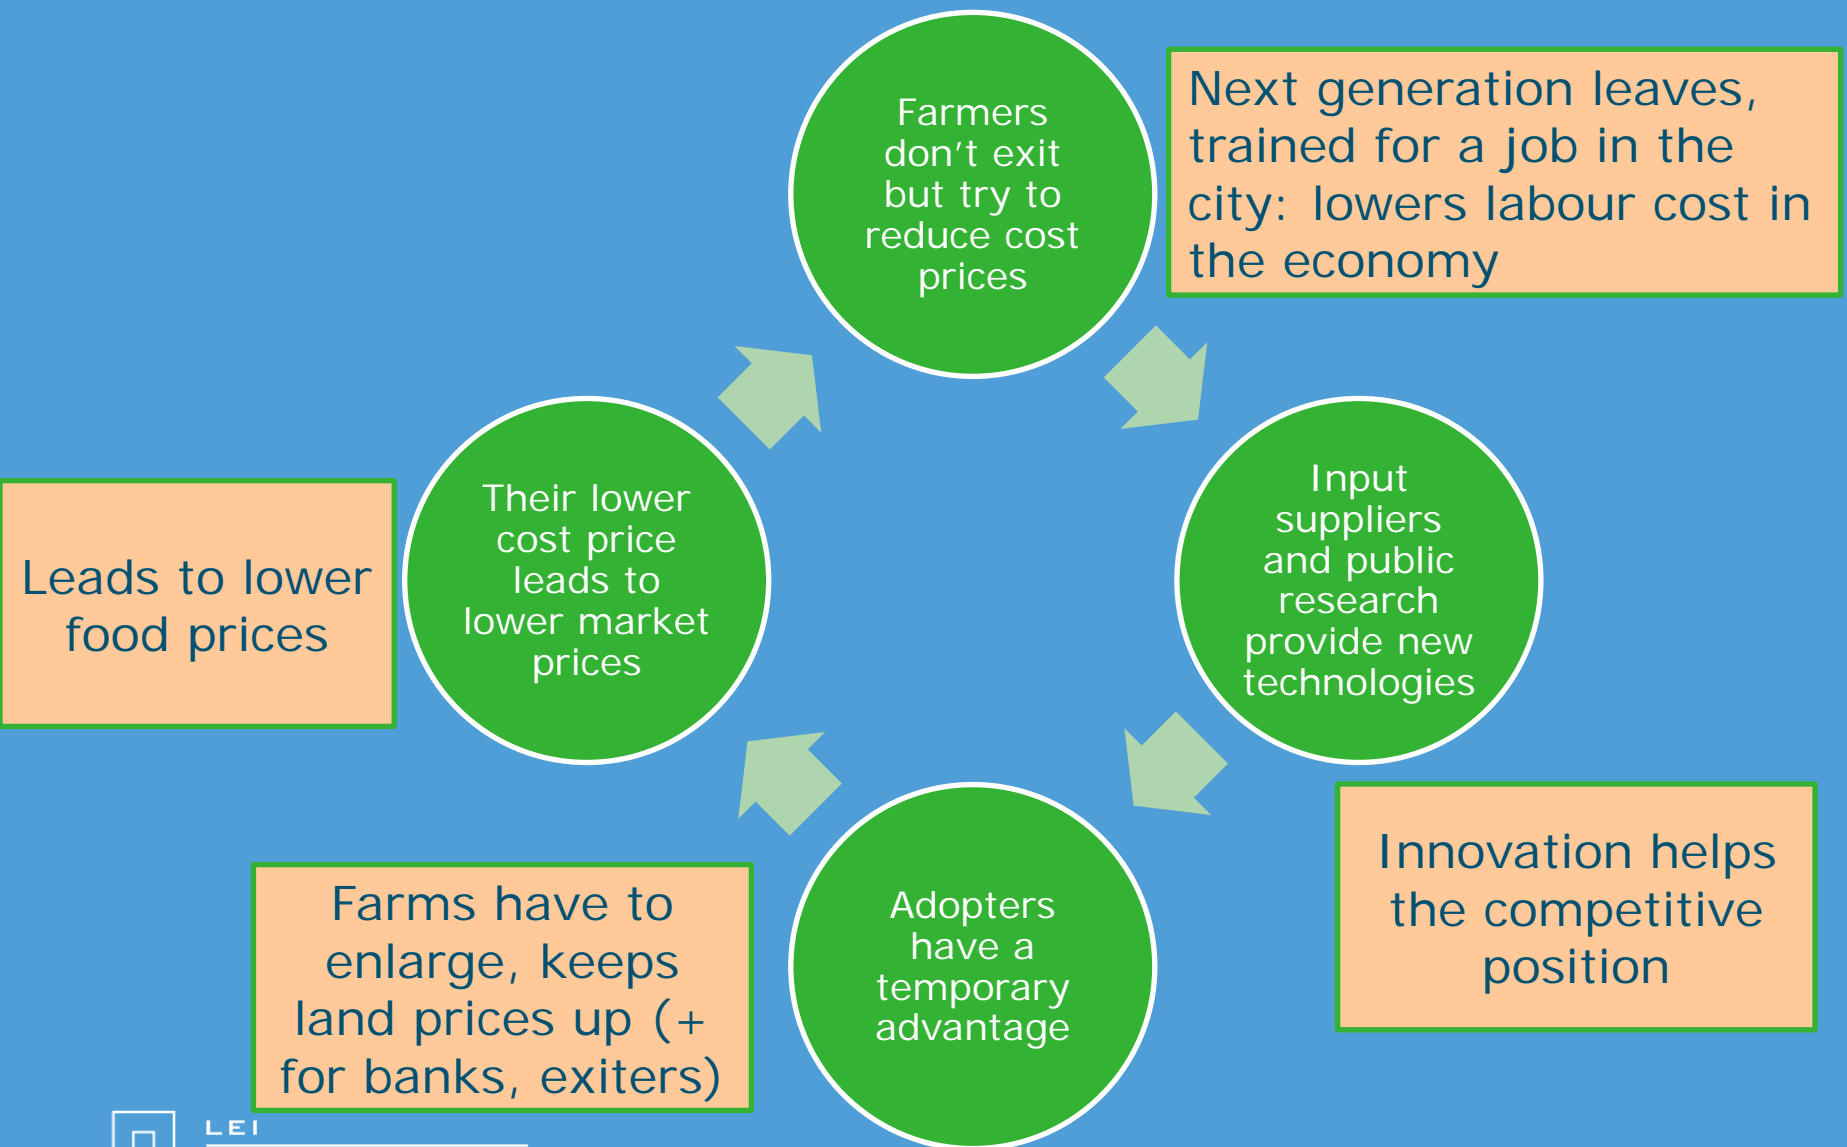 Farmers
don't exit
but try to
reduce cost
prices
Next generation leaves,
trained for a job in the
city: lowers labour cost in
the economy
Input
suppliers
and public
research
provide new
technologies
Innovation helps
the competitive
position
Adopters
have a
temporary
advantage
Farms have to
enlarge, keeps
land prices up (+
for banks, exiters)
Their lower
cost price
leads to
lower market
prices
Leads to lower
food prices
LEI